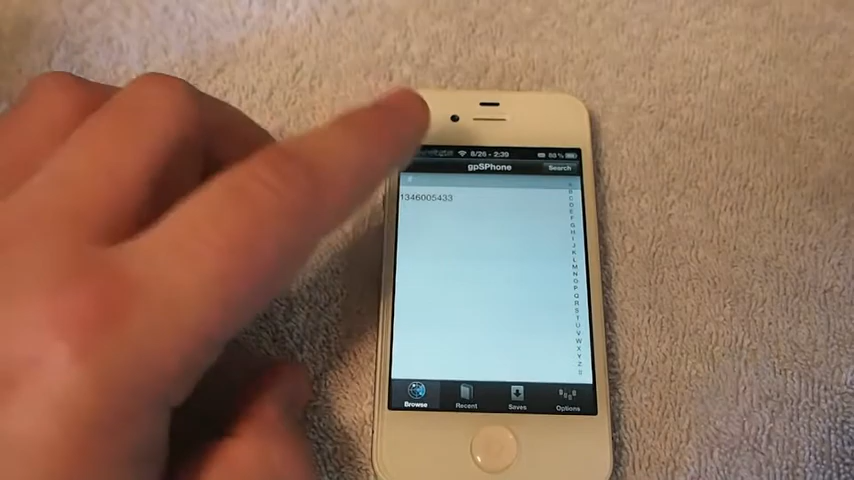 8/26 - 2:39
gpSPhone
Search
#
1346005433
A
B
C
D
E
F
G
H
I
J
K
L
M
N
O
P
Q
R
S
T
U
V
W
X
Y
Z
Browse
Recent
Saves
Options